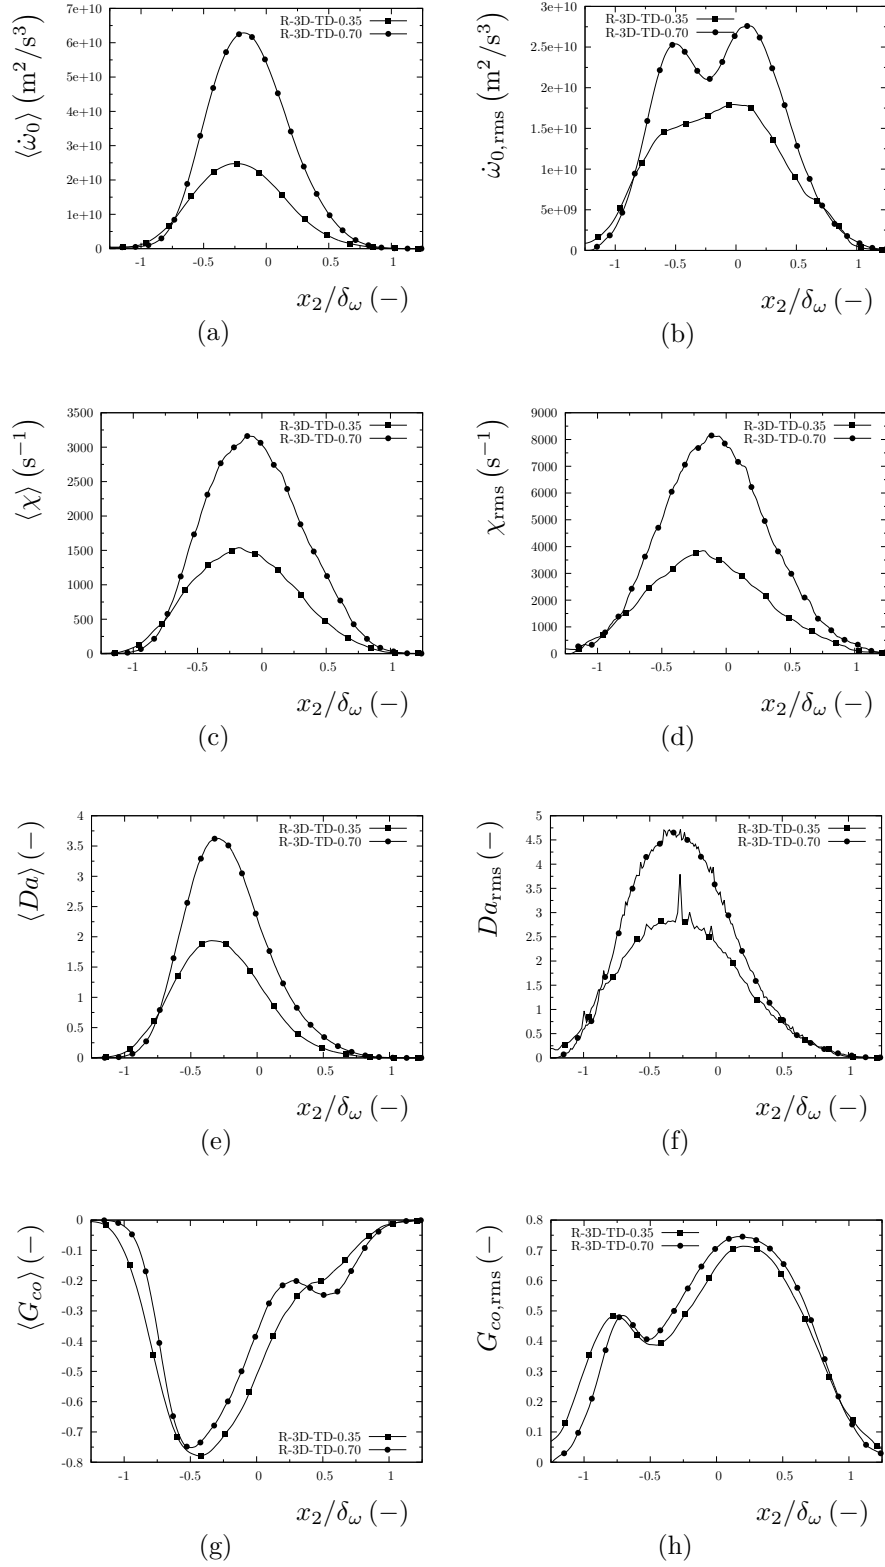 ⟨ω̇₀⟩ (m²/s³)
7e+10
6e+10
5e+10
4e+10
3e+10
2e+10
1e+10
0
-1
-0.5
0
0.5
1
R-3D-TD-0.35
R-3D-TD-0.70
x₂/δ_ω (−)
(a)
ω̇₀,rms (m²/s³)
3e+10
2.5e+10
2e+10
1.5e+10
1e+10
5e+09
0
-1
-0.5
0
0.5
1
R-3D-TD-0.35
R-3D-TD-0.70
x₂/δ_ω (−)
(b)
⟨χ⟩ (s⁻¹)
3500
3000
2500
2000
1500
1000
500
0
-1
-0.5
0
0.5
1
R-3D-TD-0.35
R-3D-TD-0.70
x₂/δ_ω (−)
(c)
χrms (s⁻¹)
9000
8000
7000
6000
5000
4000
3000
2000
1000
0
-1
-0.5
0
0.5
1
R-3D-TD-0.35
R-3D-TD-0.70
x₂/δ_ω (−)
(d)
⟨Da⟩ (−)
4
3.5
3
2.5
2
1.5
1
0.5
0
-1
-0.5
0
0.5
1
R-3D-TD-0.35
R-3D-TD-0.70
x₂/δ_ω (−)
(e)
Darms (−)
5
4.5
4
3.5
3
2.5
2
1.5
1
0.5
0
-1
-0.5
0
0.5
1
R-3D-TD-0.35
R-3D-TD-0.70
x₂/δ_ω (−)
(f)
⟨G_co⟩ (−)
0
-0.1
-0.2
-0.3
-0.4
-0.5
-0.6
-0.7
-0.8
-1
-0.5
0
0.5
1
R-3D-TD-0.35
R-3D-TD-0.70
x₂/δ_ω (−)
(g)
G_co,rms (−)
0.8
0.7
0.6
0.5
0.4
0.3
0.2
0.1
0
-1
-0.5
0
0.5
1
R-3D-TD-0.35
R-3D-TD-0.70
x₂/δ_ω (−)
(h)